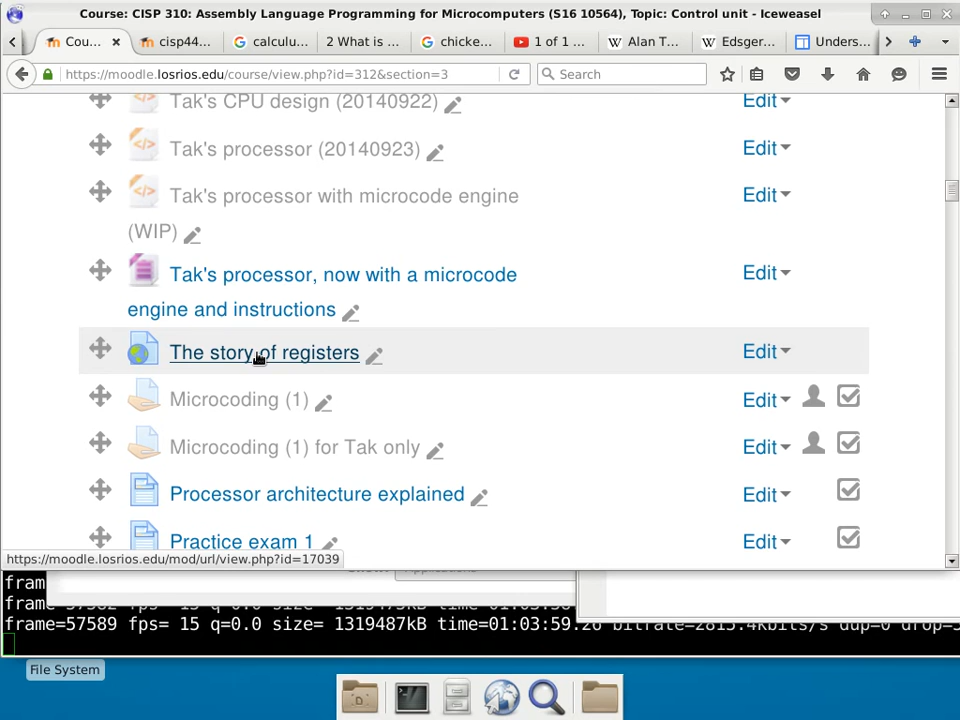 Course: CISP 310: Assembly Language Programming for Microcomputers (S16 10564), Topic: Control unit - Iceweasel
Cou... cisp44... calculu... 2 What is ... chicke... 1 of 1 ... Alan T... Edsger... Unders...
https://moodle.losrios.edu/course/view.php?id=312&section=3 Search
Tak's CPU design (20140922) Edit
Tak's processor (20140923) Edit
Tak's processor with microcode engine Edit
(WIP)
Tak's processor, now with a microcode Edit
engine and instructions
The story of registers Edit
Microcoding (1) Edit
Microcoding (1) for Tak only Edit
Processor architecture explained Edit
Practice exam 1 Edit
https://moodle.losrios.edu/mod/url/view.php?id=17039
fram
frame=57589 fps= 15 q=0.0 size= 1319487kB time=01:03:59.26 bitrate=2815.4kbits/s dup=0 drop=
File System